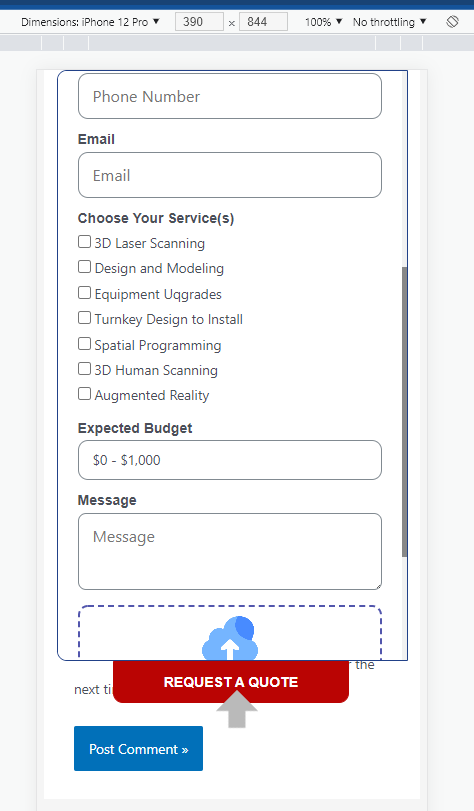 Dimensions: iPhone 12 Pro ▼ 390 × 844 100% ▼ No throttling ▼
Phone Number
Email
Email
Choose Your Service(s)
3D Laser Scanning
Design and Modeling
Equipment Uqgrades
Turnkey Design to Install
Spatial Programming
3D Human Scanning
Augmented Reality
Expected Budget
$0 - $1,000
Message
Message
r the
REQUEST A QUOTE
next ti
Post Comment »